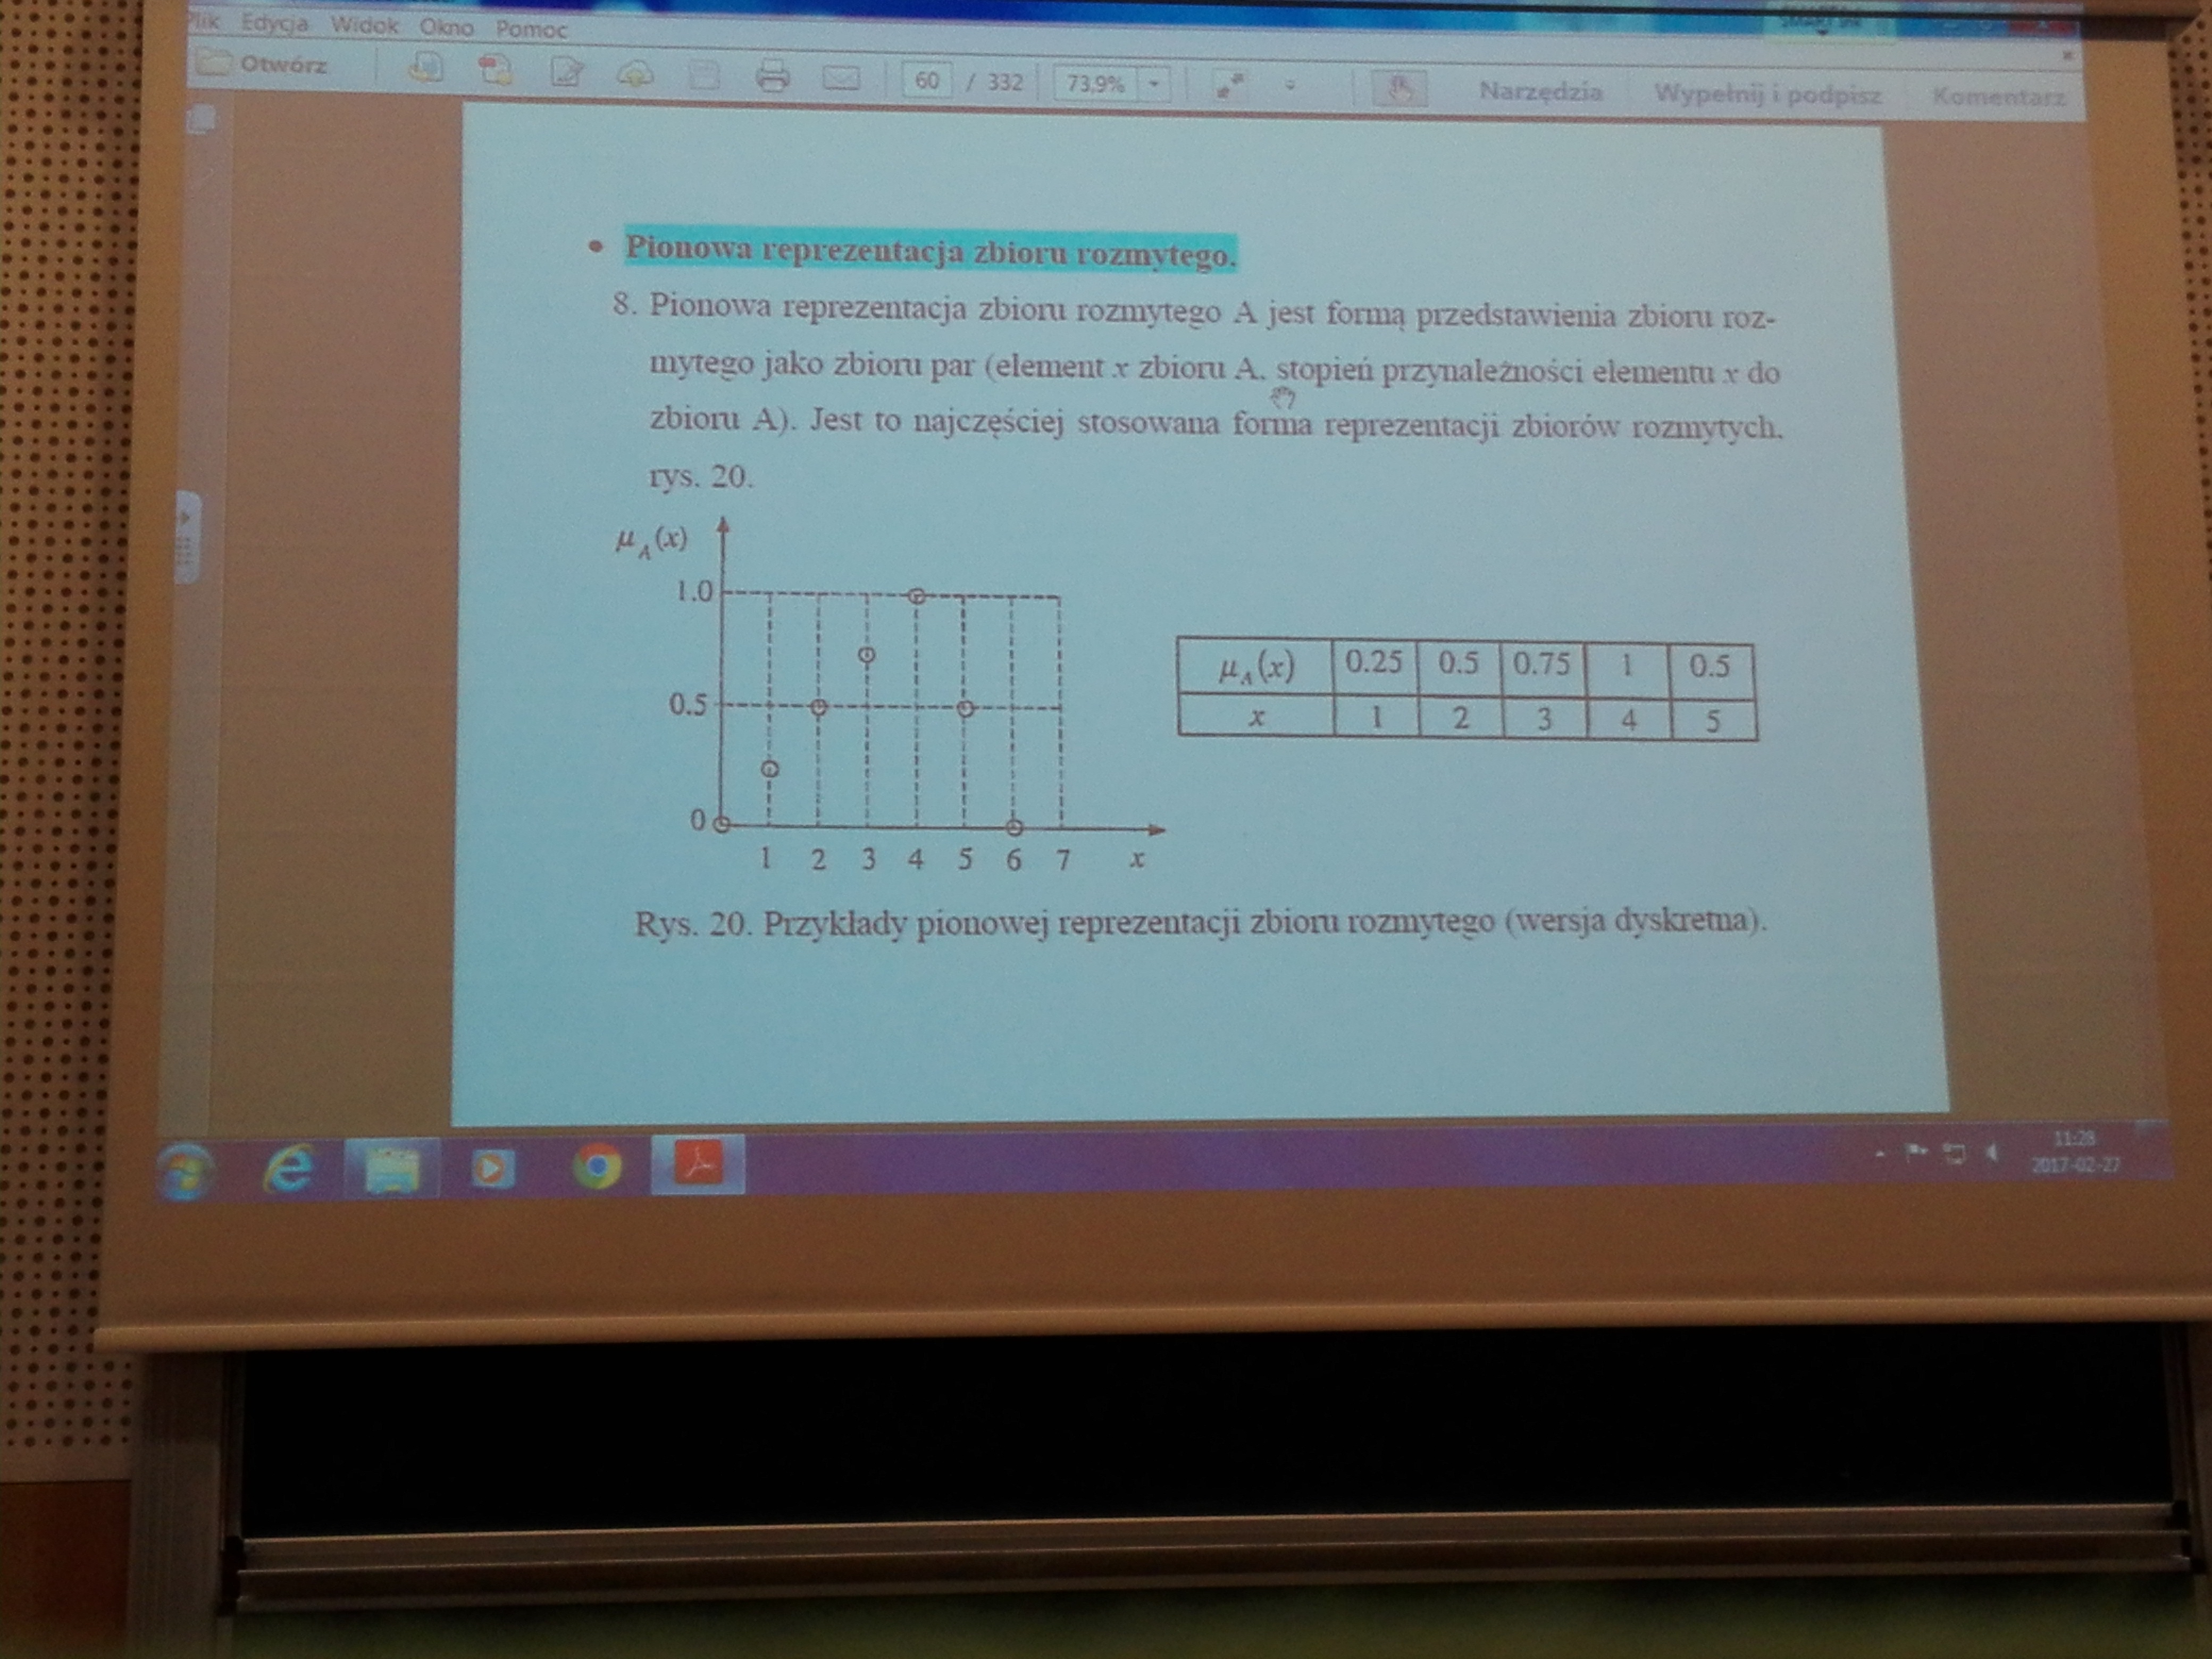 Plik Edycja Widok Okno Pomoc
Otwórz 60 / 332 73,9% Narzędzia Wypełnij i podpisz Komentarz
• Pionowa reprezentacja zbioru rozmytego.
8. Pionowa reprezentacja zbioru rozmytego A jest formą przedstawienia zbioru roz-
mytego jako zbioru par (element x zbioru A, stopień przynależności elementu x do
zbioru A). Jest to najczęściej stosowana forma reprezentacji zbiorów rozmytych,
rys. 20.
μA(x)
1.0
0.5
0
1 2 3 4 5 6 7 x
μA(x) 0.25 0.5 0.75 1 0.5
x 1 2 3 4 5
Rys. 20. Przykłady pionowej reprezentacji zbioru rozmytego (wersja dyskretna).
11:28
2017-02-27